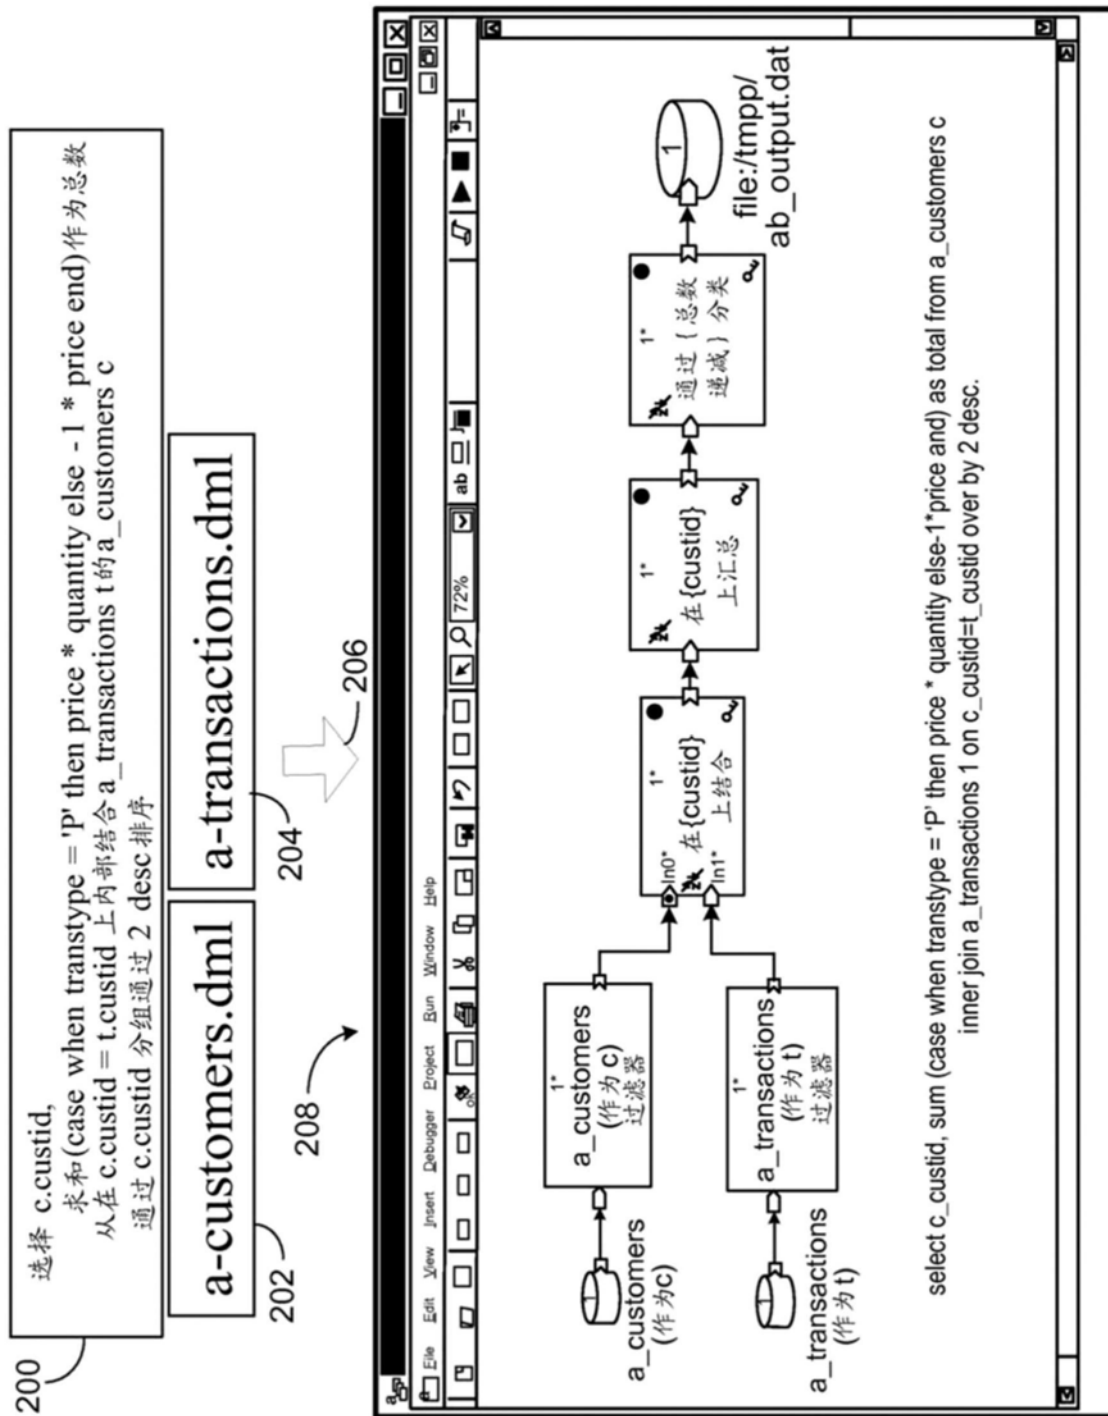 200
选择 c.custid,
求和(case when transtype = 'P' then price * quantity else - 1 * price end)作为总数
从在 c.custid = t.custid 上内部结合 a_transactions t 的 a_customers c
通过 c.custid 分组通过 2 desc 排序
a-customers.dml
a-transactions.dml
202
204
206
208
File Edit View Insert Debugger Project Run Window Help
72%
ab
1
a_customers
(作为c)
1*
a_customers
(作为 c)
过滤器
1
a_transactions
(作为 t)
1*
a_transactions
(作为 t)
过滤器
In0*
In1*
1*
在{custid}
上结合
1*
在{custid}
上汇总
1*
通过{总数
递减}分类
1
file:/tmpp/
ab_output.dat
select c_custid, sum (case when transtype = 'P' then price * quantity else-1*price and) as total from a_customers c
inner join a_transactions 1 on c_custid=t_custid over by 2 desc.